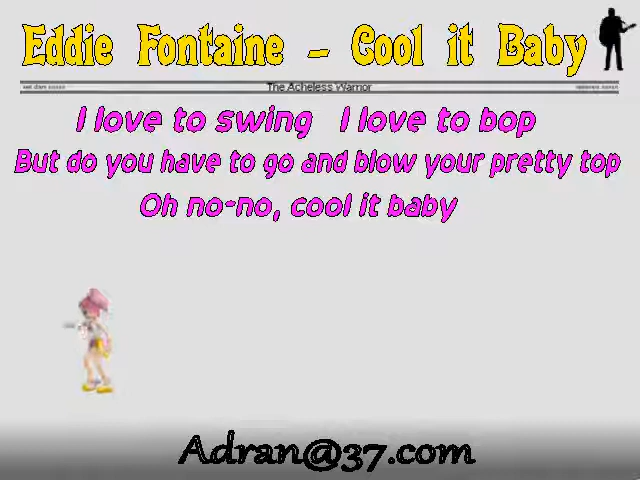 Eddie Fontaine - Cool it Baby
The Acheless Warrior
I love to swing I love to bop
But do you have to go and blow your pretty top
Oh no-no, cool it baby
Adran@37.com